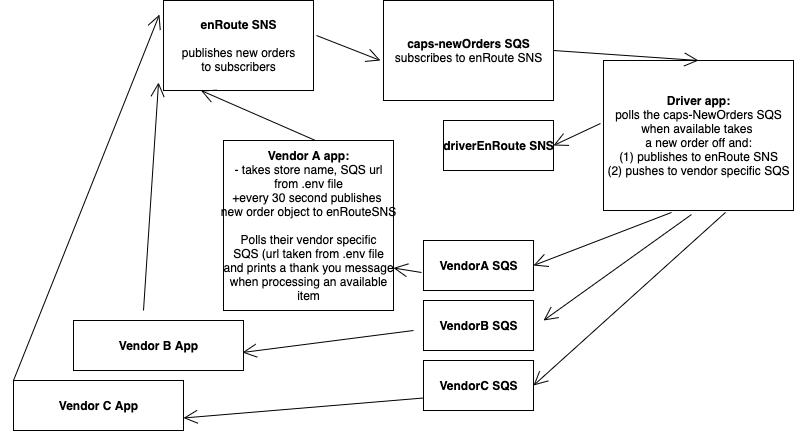 enRoute SNS
publishes new orders
to subscribers
caps-newOrders SQS
subscribes to enRoute SNS
Driver app:
polls the caps-NewOrders SQS
when available takes
a new order off and:
(1) publishes to enRoute SNS
(2) pushes to vendor specific SQS
driverEnRoute SNS
Vendor A app:
- takes store name, SQS url
from .env file
+every 30 second publishes
new order object to enRouteSNS
Polls their vendor specific
SQS (url taken from .env file
and prints a thank you message
when processing an available
item
VendorA SQS
VendorB SQS
Vendor B App
VendorC SQS
Vendor C App